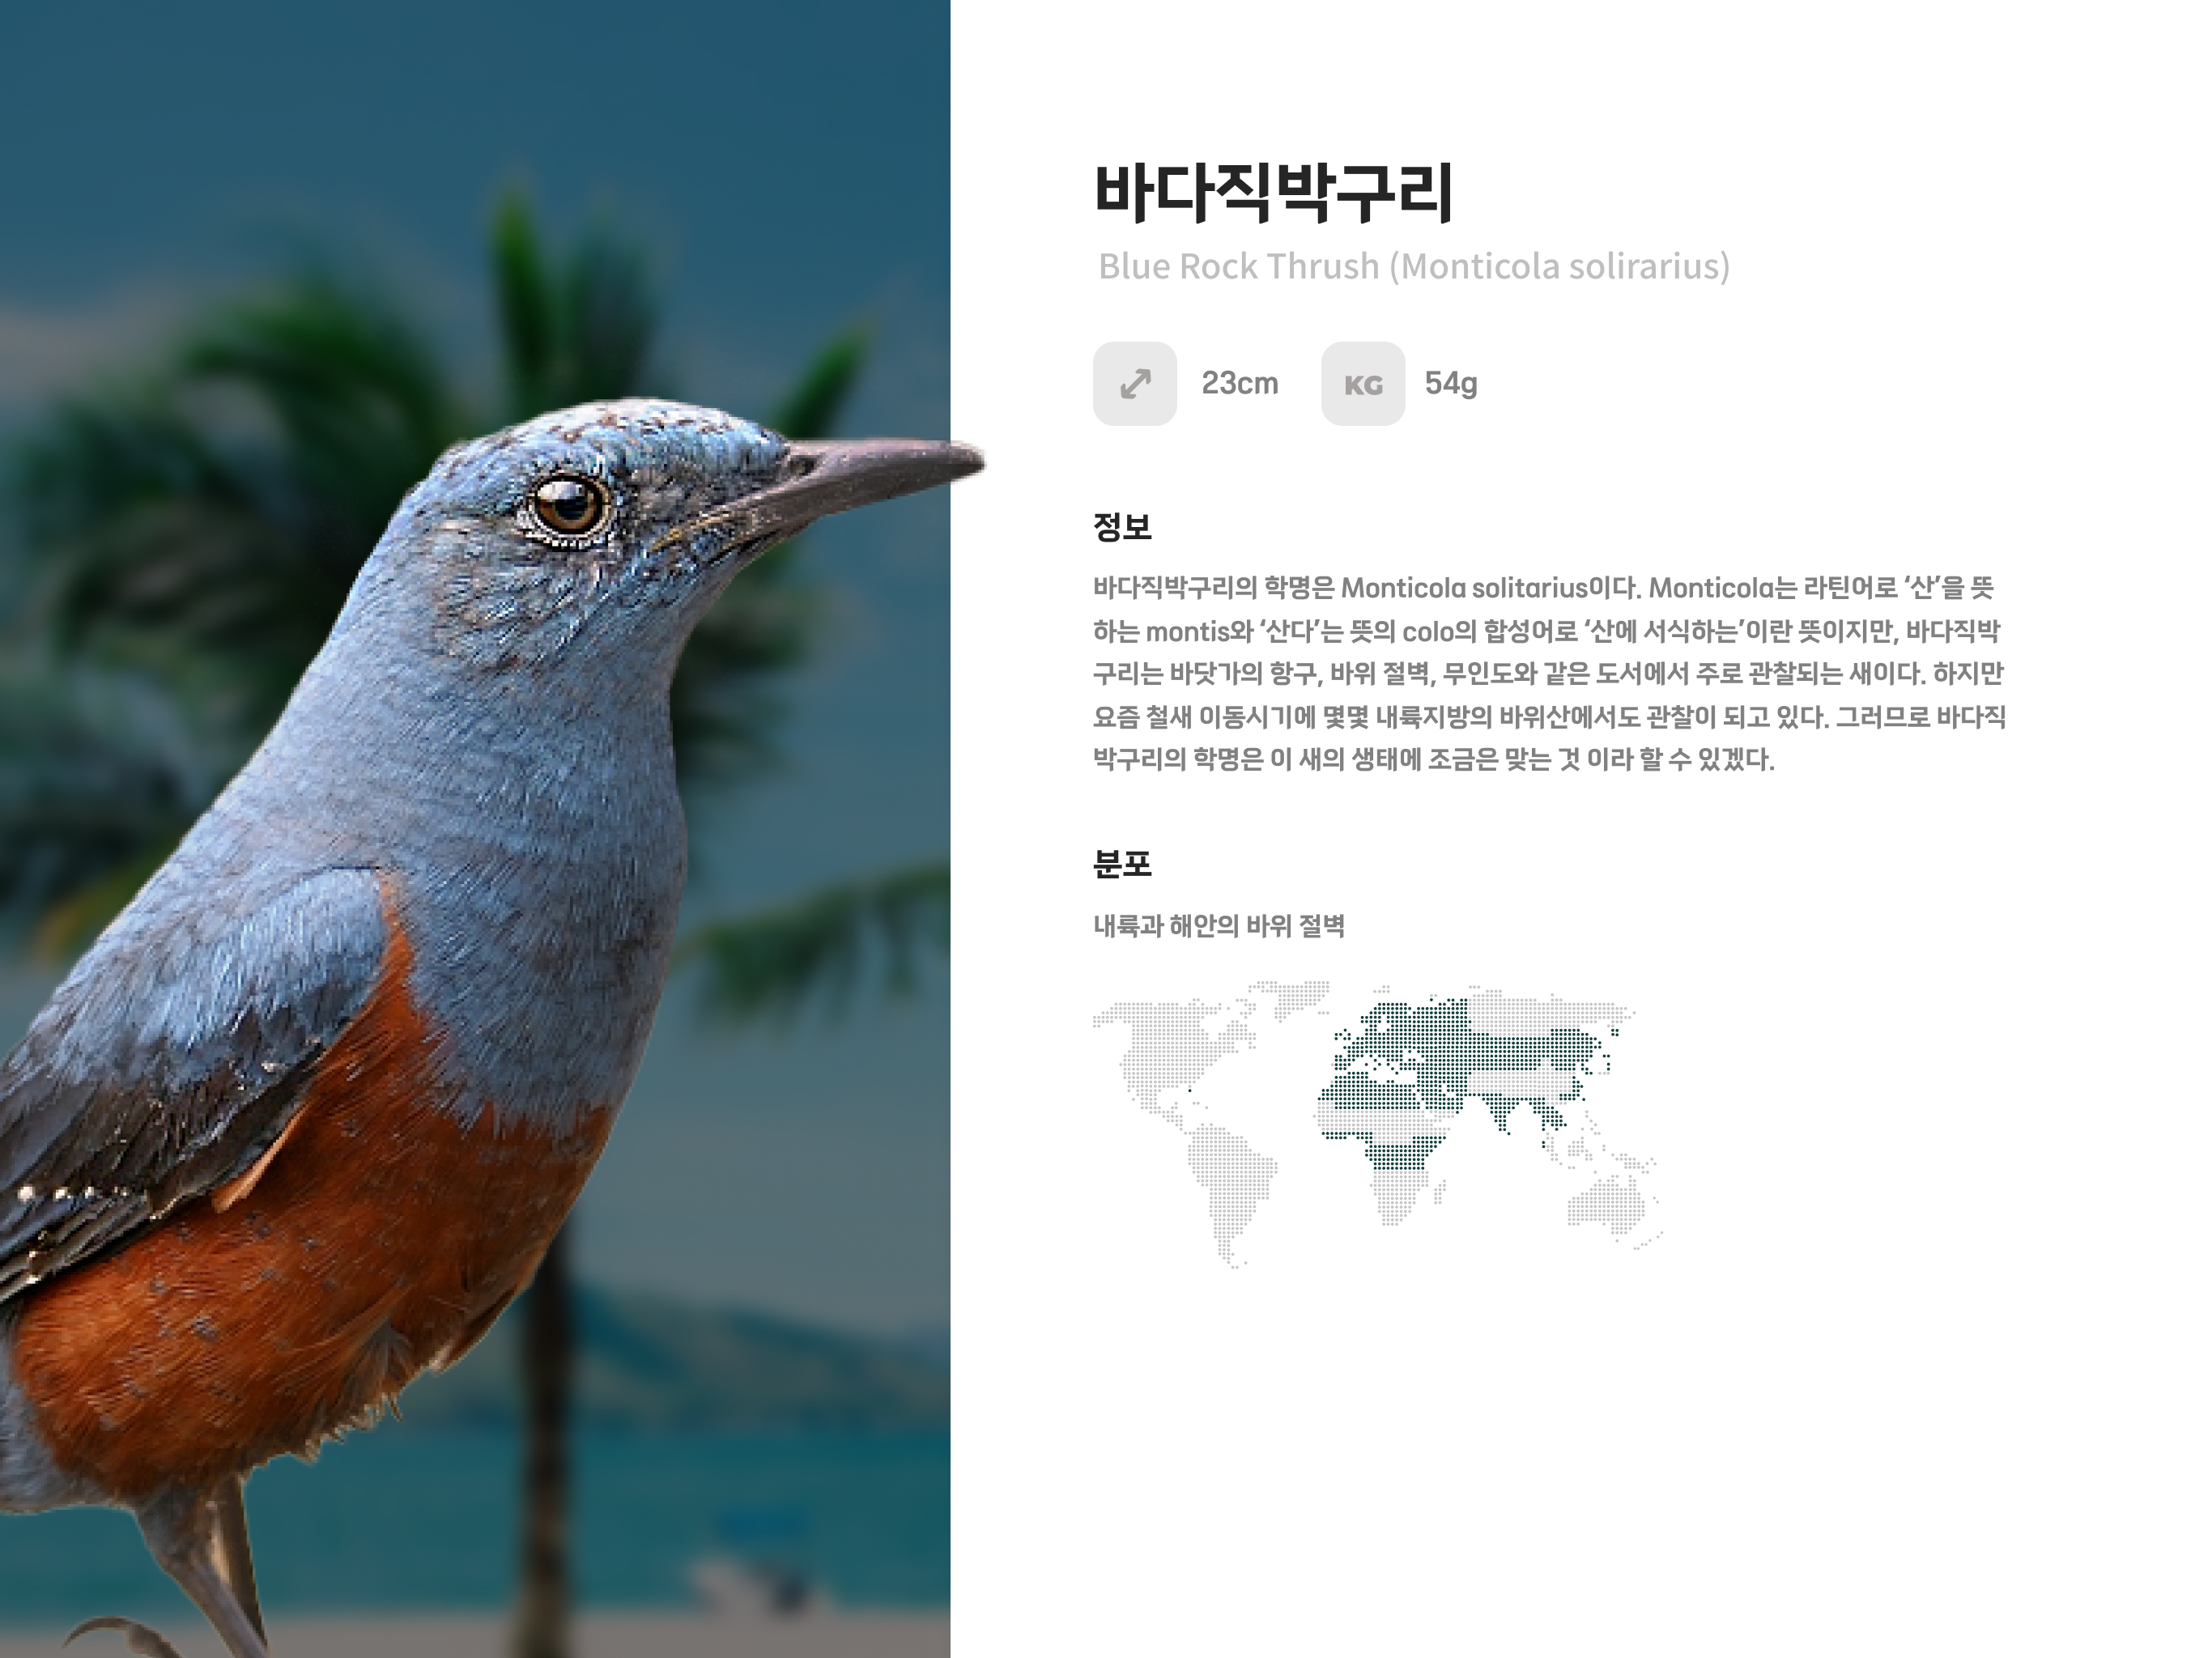 바다직박구리
Blue Rock Thrush (Monticola solirarius)
23cm
KG
54g
정보
바다직박구리의 학명은 Monticola solitarius이다. Monticola는 라틴어로 ‘산’을 뜻
하는 montis와 ‘산다’는 뜻의 colo의 합성어로 ‘산에 서식하는’이란 뜻이지만, 바다직박
구리는 바닷가의 항구, 바위 절벽, 무인도와 같은 도서에서 주로 관찰되는 새이다. 하지만
요즘 철새 이동시기에 몇몇 내륙지방의 바위산에서도 관찰이 되고 있다. 그러므로 바다직
박구리의 학명은 이 새의 생태에 조금은 맞는 것 이라 할 수 있겠다.
분포
내륙과 해안의 바위 절벽